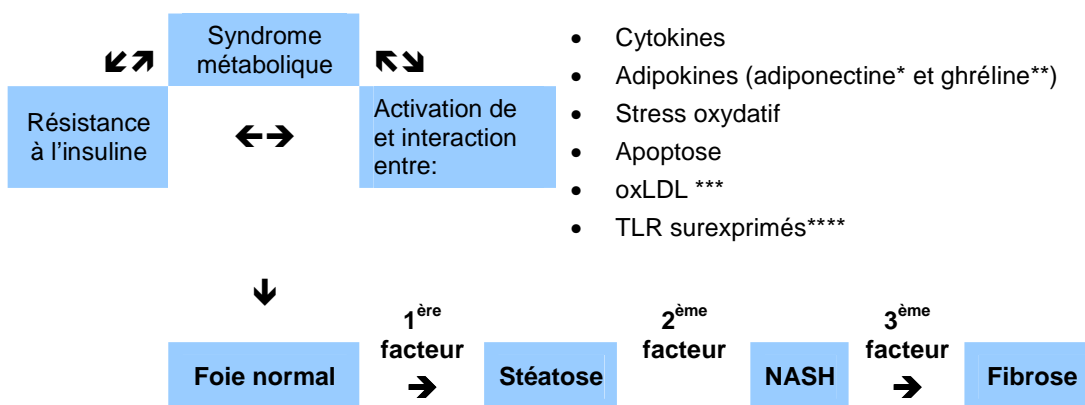 Syndrome
métabolique
Résistance
à l'insuline
Activation de
et interaction
entre:
• Cytokines
• Adipokines (adiponectine* et ghréline**)
• Stress oxydatif
• Apoptose
• oxLDL ***
• TLR surexprimés****
1ère
facteur
2ème
facteur
3ème
facteur
Foie normal
Stéatose
NASH
Fibrose